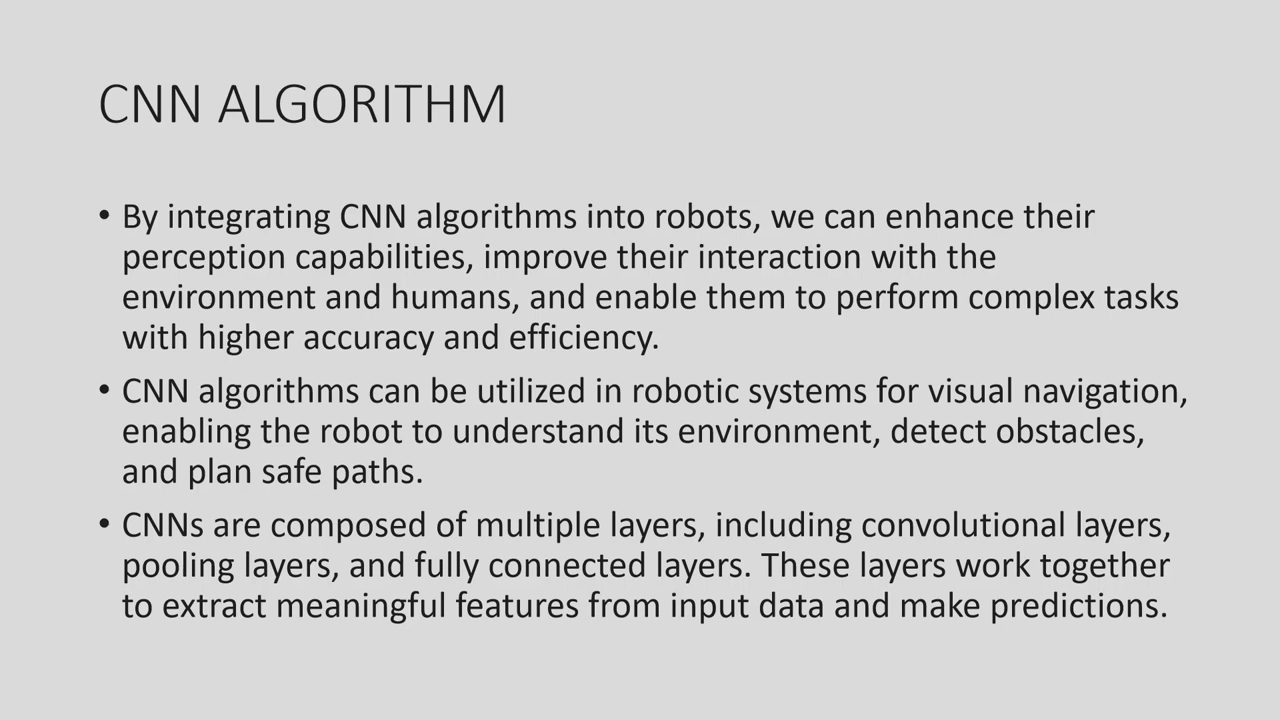 CNN ALGORITHM
• By integrating CNN algorithms into robots, we can enhance their
perception capabilities, improve their interaction with the
environment and humans, and enable them to perform complex tasks
with higher accuracy and efficiency.
• CNN algorithms can be utilized in robotic systems for visual navigation,
enabling the robot to understand its environment, detect obstacles,
and plan safe paths.
• CNNs are composed of multiple layers, including convolutional layers,
pooling layers, and fully connected layers. These layers work together
to extract meaningful features from input data and make predictions.